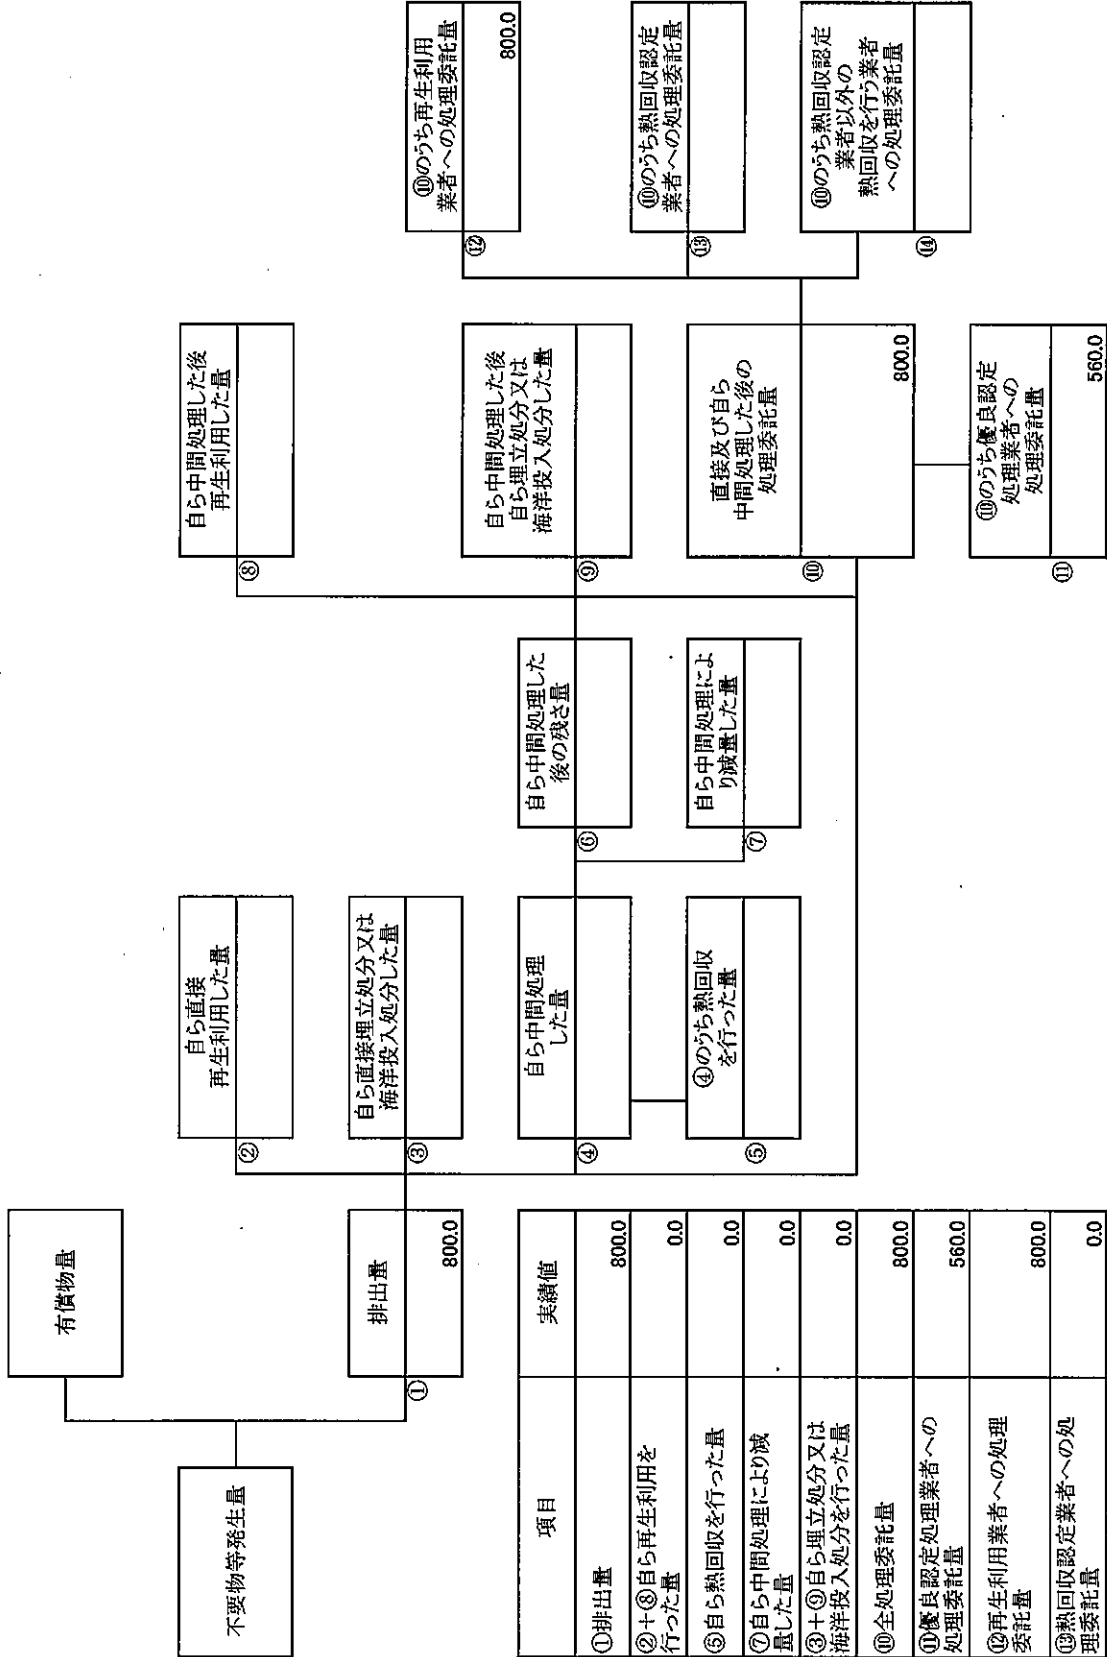 不要物等発生量
有償物量
①
排出量
800.0
②
自ら直接
再生利用した量
③
自ら直接埋立処分又は
海洋投入処分した量
④
自ら中間処理
した量
⑤
④のうち熱回収
を行った量
⑥
自ら中間処理した
後の残さ量
⑦
自ら中間処理によ
り減量した量
⑧
自ら中間処理した後
再生利用した量
⑨
自ら中間処理した後
自ら埋立処分又は
海洋投入処分した量
⑩
直接及び自ら
中間処理した後の
処理委託量
800.0
⑪
⑩のうち優良認定
処理業者への
処理委託量
560.0
⑫
⑩のうち再生利用
業者への処理委託量
800.0
⑬
⑩のうち熱回収認定
業者への処理委託量
⑭
⑩のうち熱回収認定
業者以外の
熱回収を行う業者
への処理委託量
項目 実績値
①排出量 800.0
②+⑧自ら再生利用を
行った量 0.0
⑤自ら熱回収を行った量 0.0
⑦自ら中間処理により減
量した量 0.0
③+⑨自ら埋立処分又は
海洋投入処分を行った量 0.0
⑩全処理委託量 800.0
⑪優良認定処理業者への
処理委託量 560.0
⑫再生利用業者への処理
委託量 800.0
⑬熱回収認定業者への処
理委託量 0.0